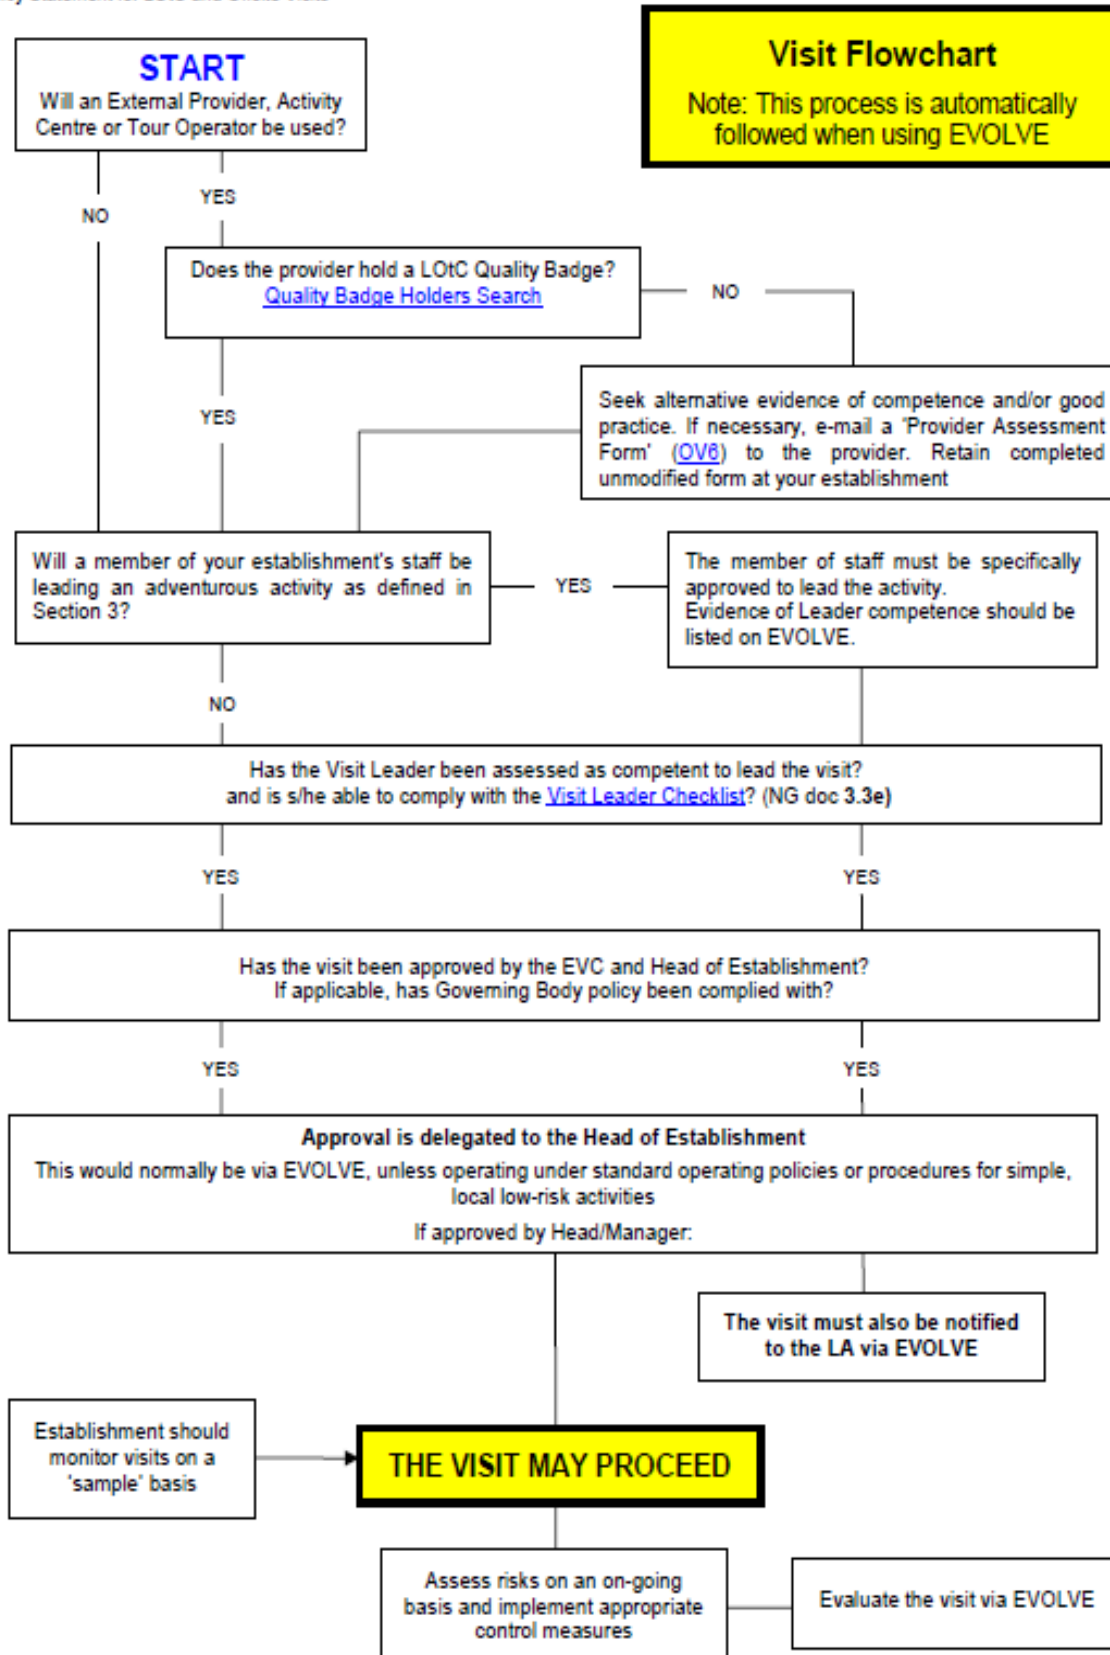 Statement for LOtC and Offsite Visits
START
Will an External Provider, Activity
Centre or Tour Operator be used?
Visit Flowchart
Note: This process is automatically
followed when using EVOLVE
NO
YES
Does the provider hold a LOtC Quality Badge?
Quality Badge Holders Search
NO
YES
Seek alternative evidence of competence and/or good
practice. If necessary, e-mail a 'Provider Assessment
Form' (OV6) to the provider. Retain completed
unmodified form at your establishment
Will a member of your establishment's staff be
leading an adventurous activity as defined in
Section 3?
YES
The member of staff must be specifically
approved to lead the activity.
Evidence of Leader competence should be
listed on EVOLVE.
NO
Has the Visit Leader been assessed as competent to lead the visit?
and is s/he able to comply with the Visit Leader Checklist? (NG doc 3.3e)
YES
YES
Has the visit been approved by the EVC and Head of Establishment?
If applicable, has Governing Body policy been complied with?
YES
YES
Approval is delegated to the Head of Establishment
This would normally be via EVOLVE, unless operating under standard operating policies or procedures for simple,
local low-risk activities
If approved by Head/Manager:
The visit must also be notified
to the LA via EVOLVE
Establishment should
monitor visits on a
'sample' basis
THE VISIT MAY PROCEED
Assess risks on an on-going
basis and implement appropriate
control measures
Evaluate the visit via EVOLVE